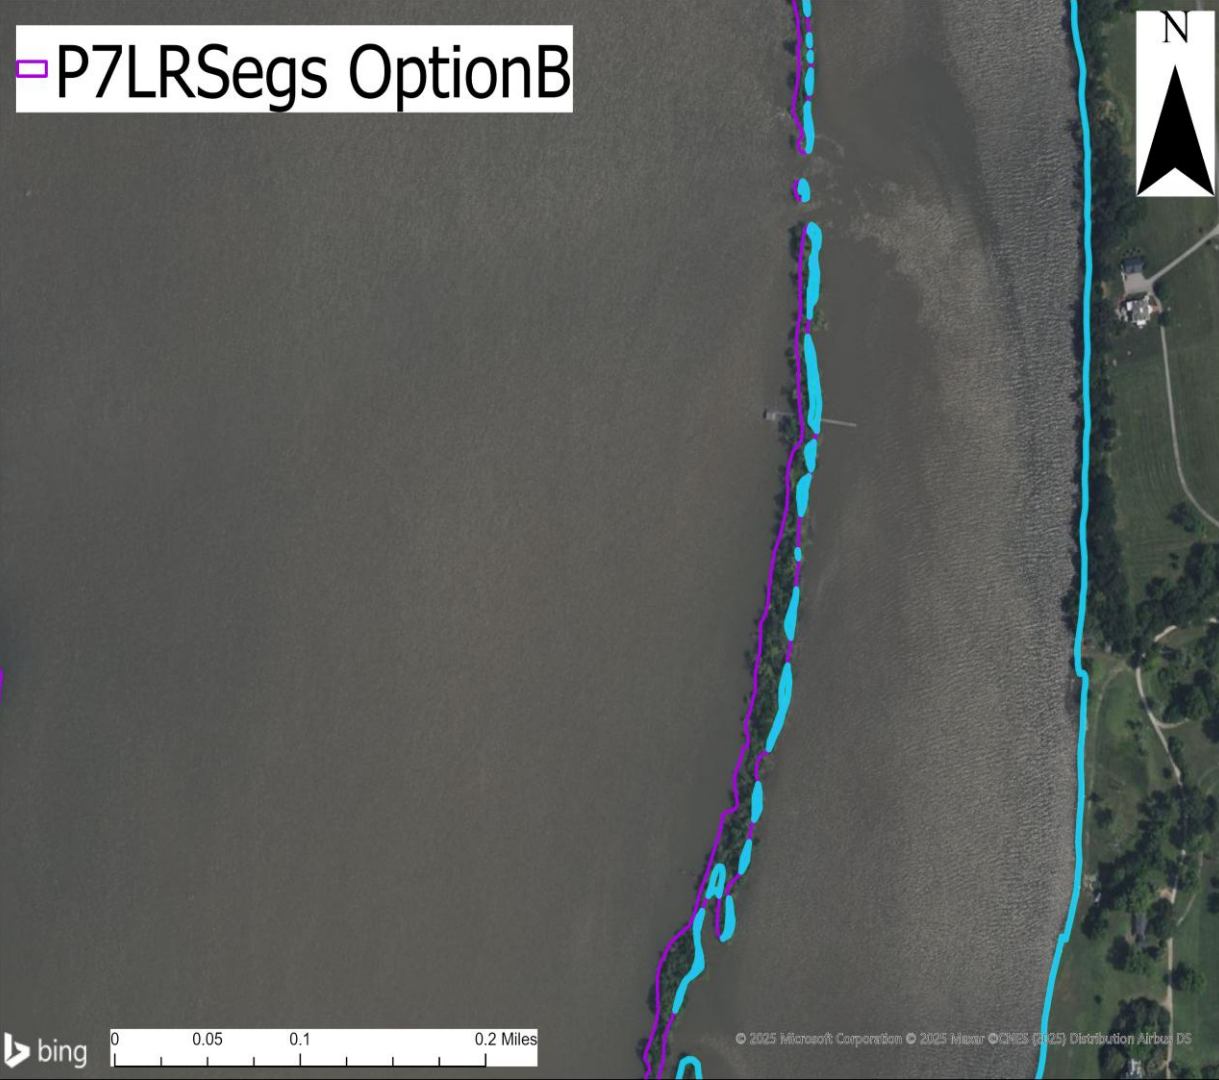 P7LRSegs OptionB
N
0 0.05 0.1 0.2 Miles
bing
© 2025 Microsoft Corporation © 2025 Maxar ©CNES (2025) Distribution Airbus DS